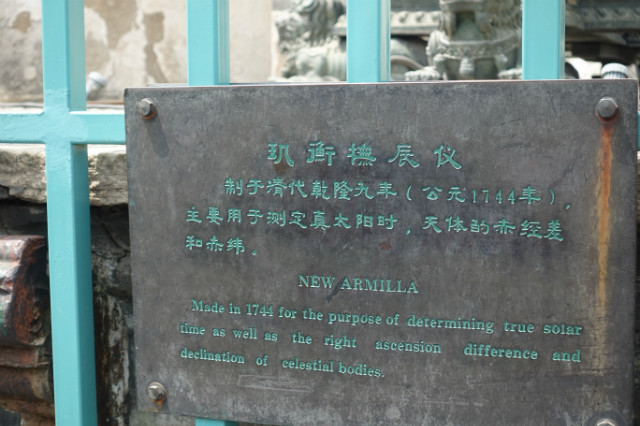 玑衡抚辰仪
制于清代乾隆九年(公元1744年),
主要用于测定真太阳时,天体的赤经差
和赤纬。
NEW ARMILLA
Made in 1744 for the purpose of determining true solar
time as well as the right ascension difference and
declination of celestial bodies.